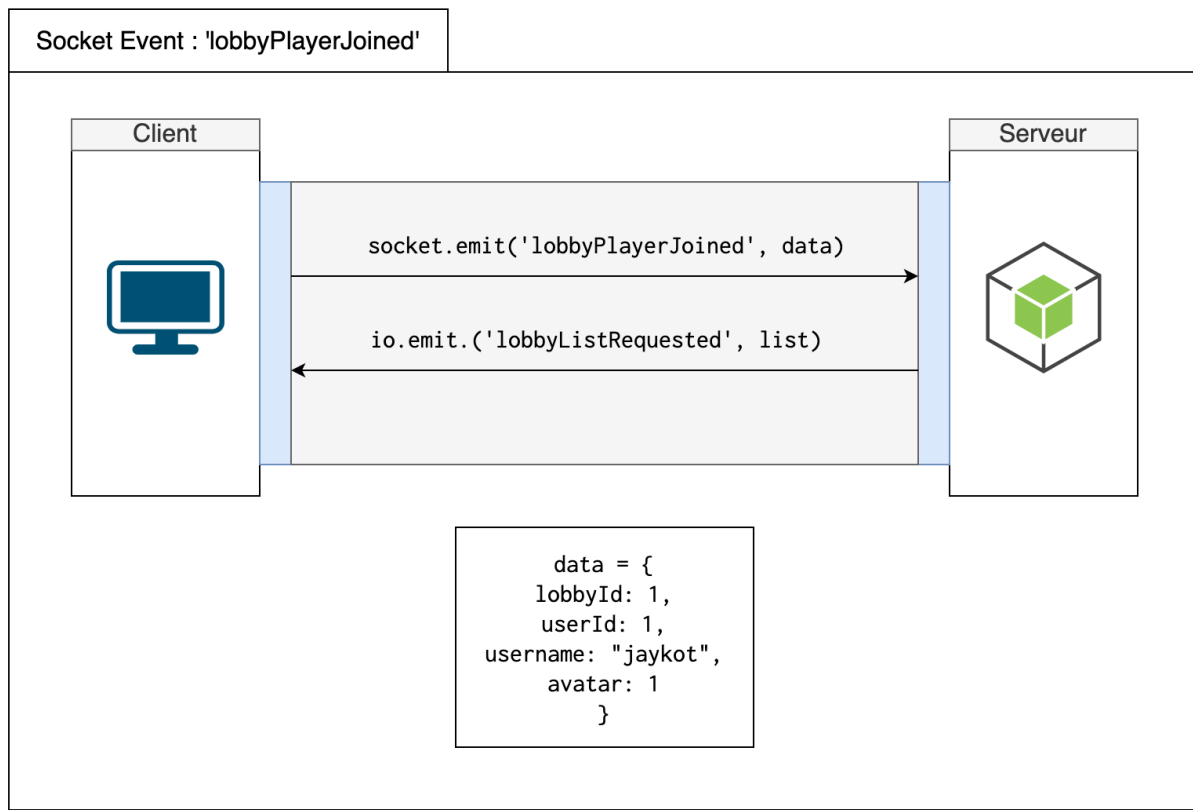 Socket Event : 'lobbyPlayerJoined'
Client
Serveur
socket.emit('lobbyPlayerJoined', data)
io.emit.('lobbyListRequested', list)
data = {
lobbyId: 1,
userId: 1,
username: "jaykot",
avatar: 1
}